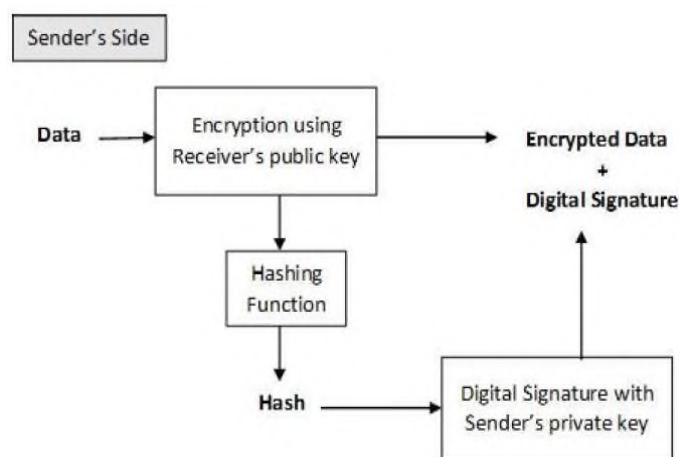 Sender's Side
Data
Encryption using
Receiver's public key
Encrypted Data
+
Digital Signature
Hashing
Function
Hash
Digital Signature with
Sender's private key